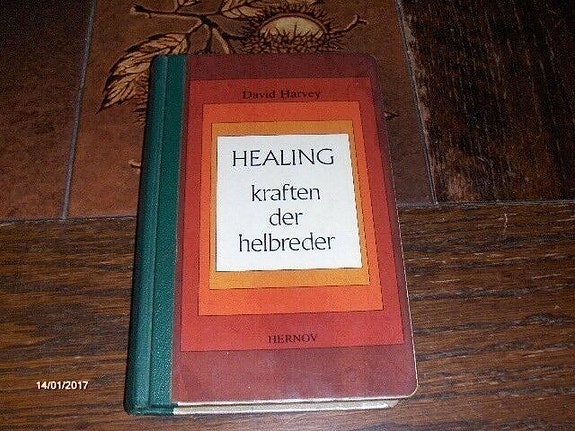 David Harvey
HEALING
kraften
der
helbreder
HERNOV
14/01/2017